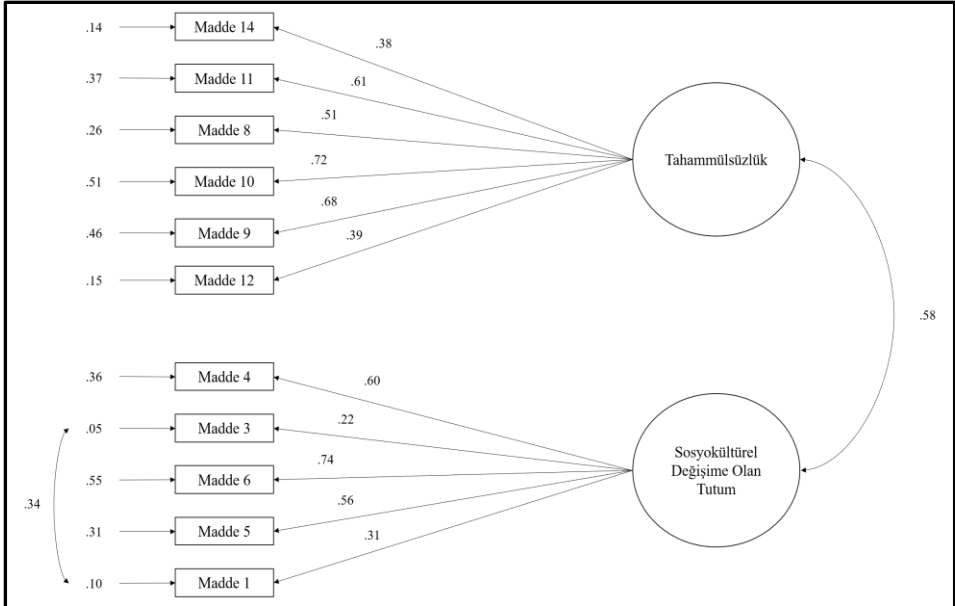 .14 Madde 14 .38
.37 Madde 11 .61
.26 Madde 8 .51
.51 Madde 10 .72
.46 Madde 9 .68
.15 Madde 12 .39
Tahammülsüzlük
.58
.36 Madde 4 .60
.05 Madde 3 .22
.55 Madde 6 .74
.31 Madde 5 .56
.10 Madde 1 .31
.34
Sosyokültürel
Değişime Olan
Tutum